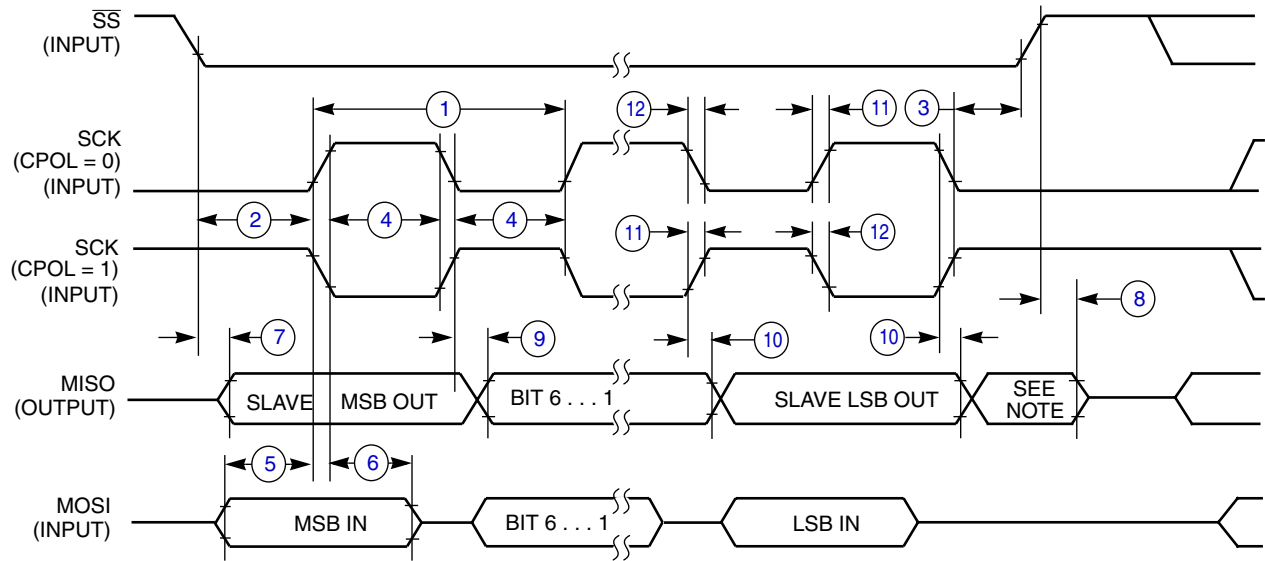 SS
(INPUT)
1
12
11
3
SCK
(CPOL = 0)
(INPUT)
2
4
4
SCK
(CPOL = 1)
(INPUT)
11
12
8
7
9
10
10
MISO
(OUTPUT)
SLAVE MSB OUT
BIT 6 . . . 1
SLAVE LSB OUT
SEE
NOTE
5
6
MOSI
(INPUT)
MSB IN
BIT 6 . . . 1
LSB IN